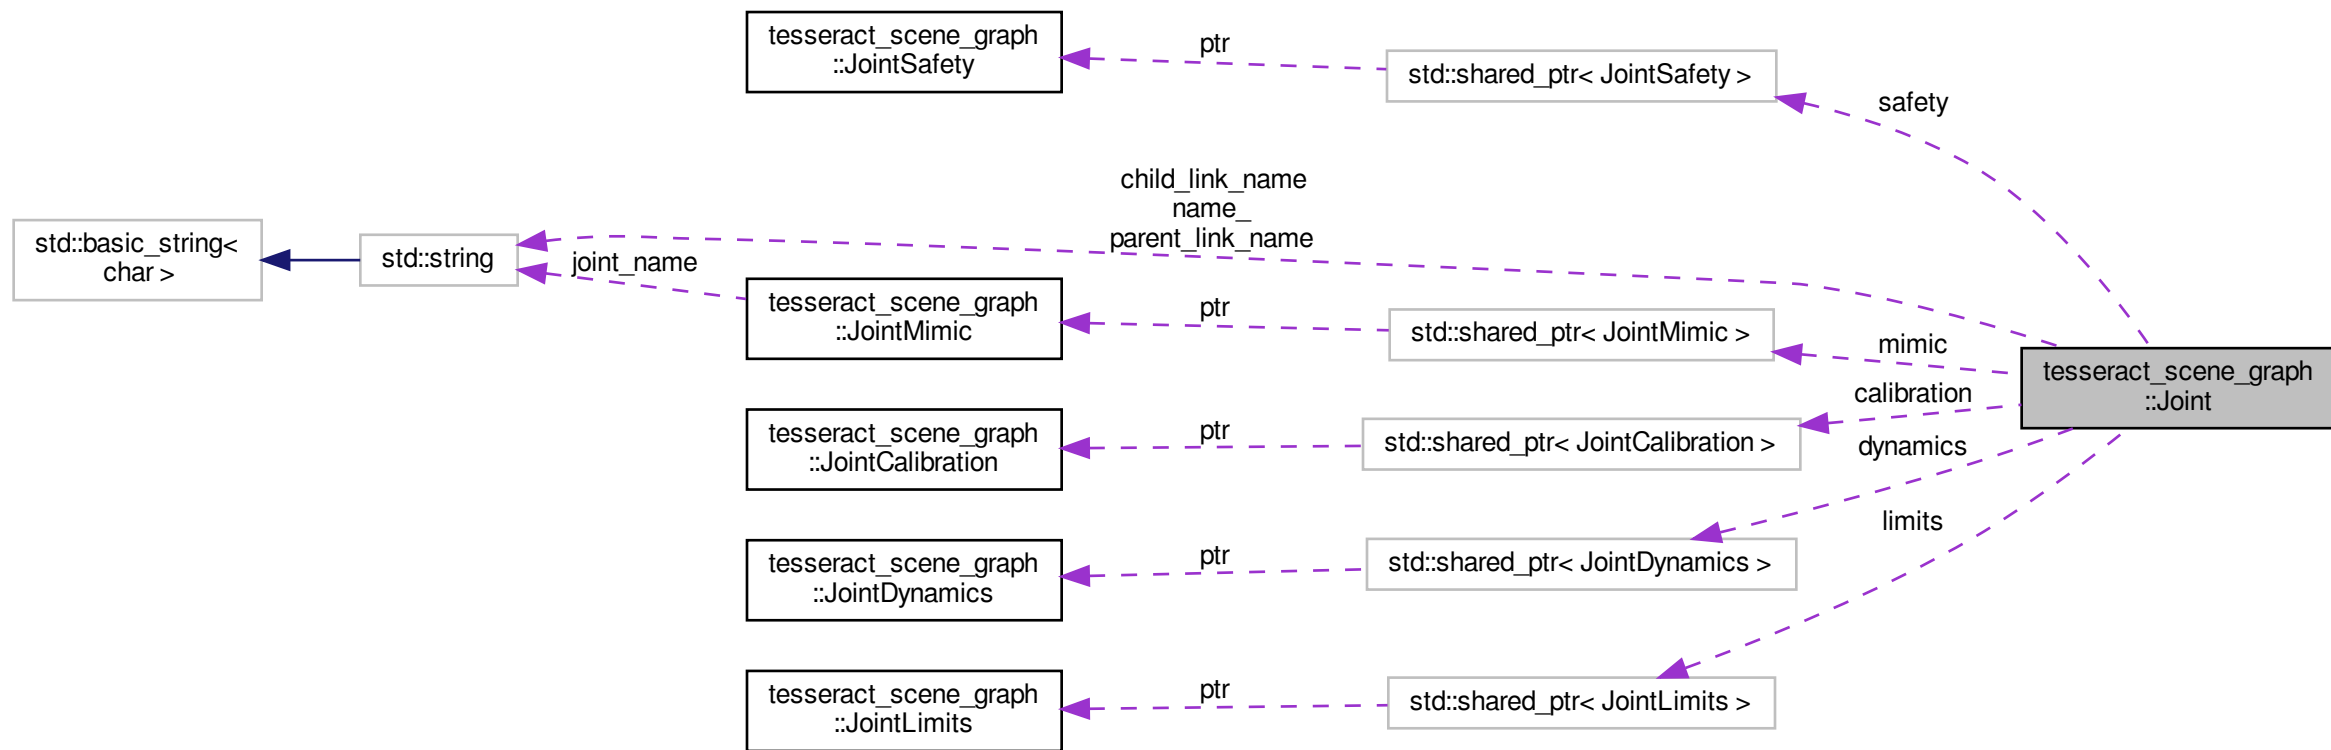 tesseract_scene_graph
::JointSafety
ptr
std::shared_ptr< JointSafety >
safety
child_link_name
name_
parent_link_name
std::basic_string<
char >
std::string
joint_name
tesseract_scene_graph
::JointMimic
ptr
std::shared_ptr< JointMimic >
mimic
tesseract_scene_graph
::Joint
calibration
tesseract_scene_graph
::JointCalibration
ptr
std::shared_ptr< JointCalibration >
dynamics
tesseract_scene_graph
::JointDynamics
ptr
std::shared_ptr< JointDynamics >
limits
tesseract_scene_graph
::JointLimits
ptr
std::shared_ptr< JointLimits >